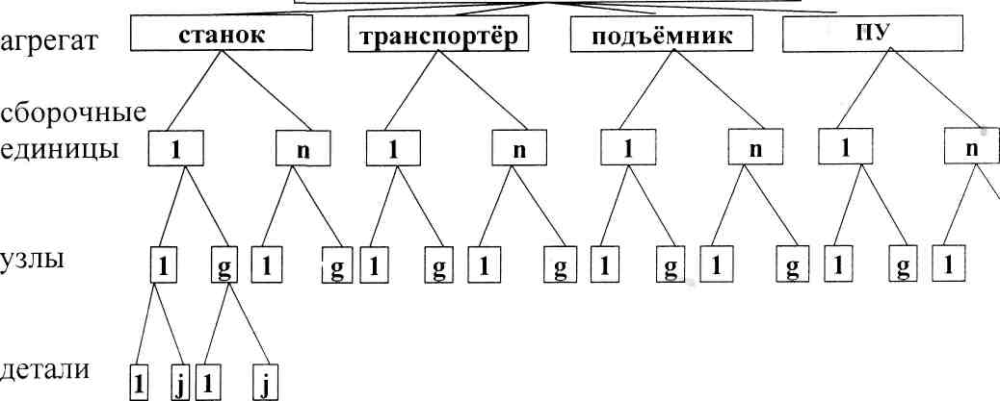 агрегат станок транспортёр подъёмник ПУ
сборочные
единицы 1 n 1 n 1 n 1 n
узлы 1 g 1 g 1 g 1 g 1 g 1 g 1 g 1
детали 1 j 1 j